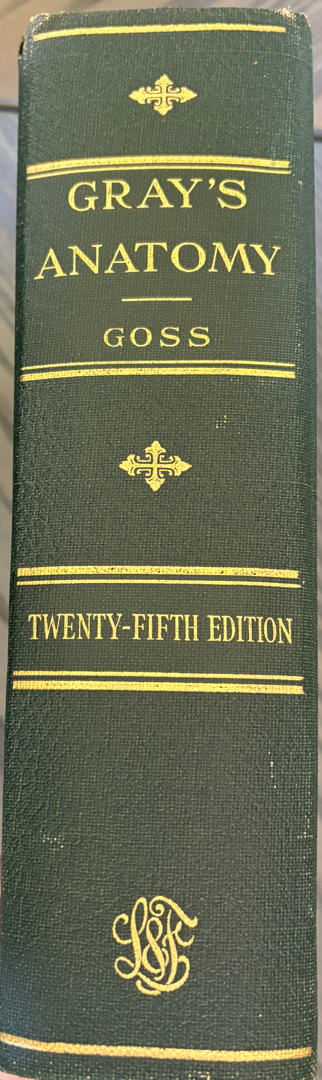 GRAY'S
ANATOMY
GOSS
TWENTY-FIFTH EDITION
L&F